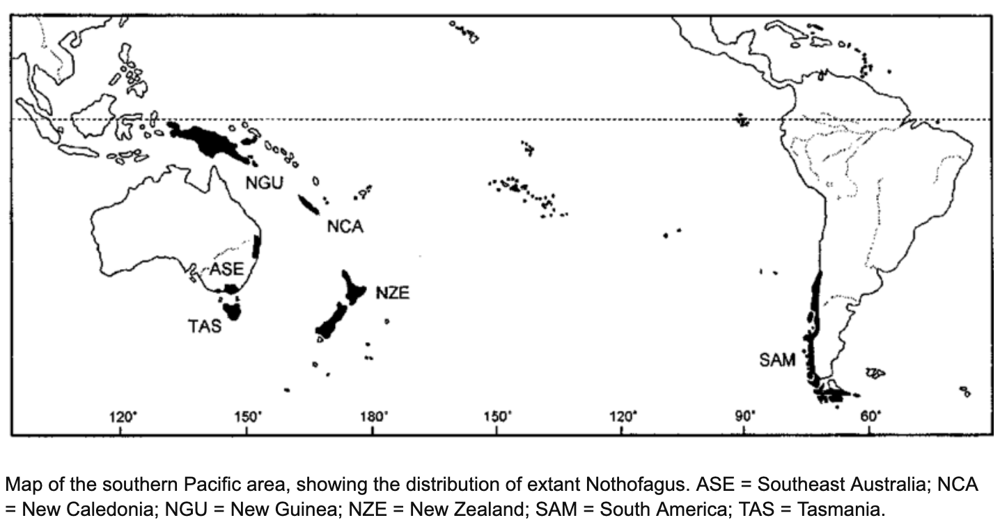 NGU
NCA
ASE
NZE
TAS
SAM
120° 150° 180° 150° 120° 90° 60°
Map of the southern Pacific area, showing the distribution of extant Nothofagus. ASE = Southeast Australia; NCA
= New Caledonia; NGU = New Guinea; NZE = New Zealand; SAM = South America; TAS = Tasmania.